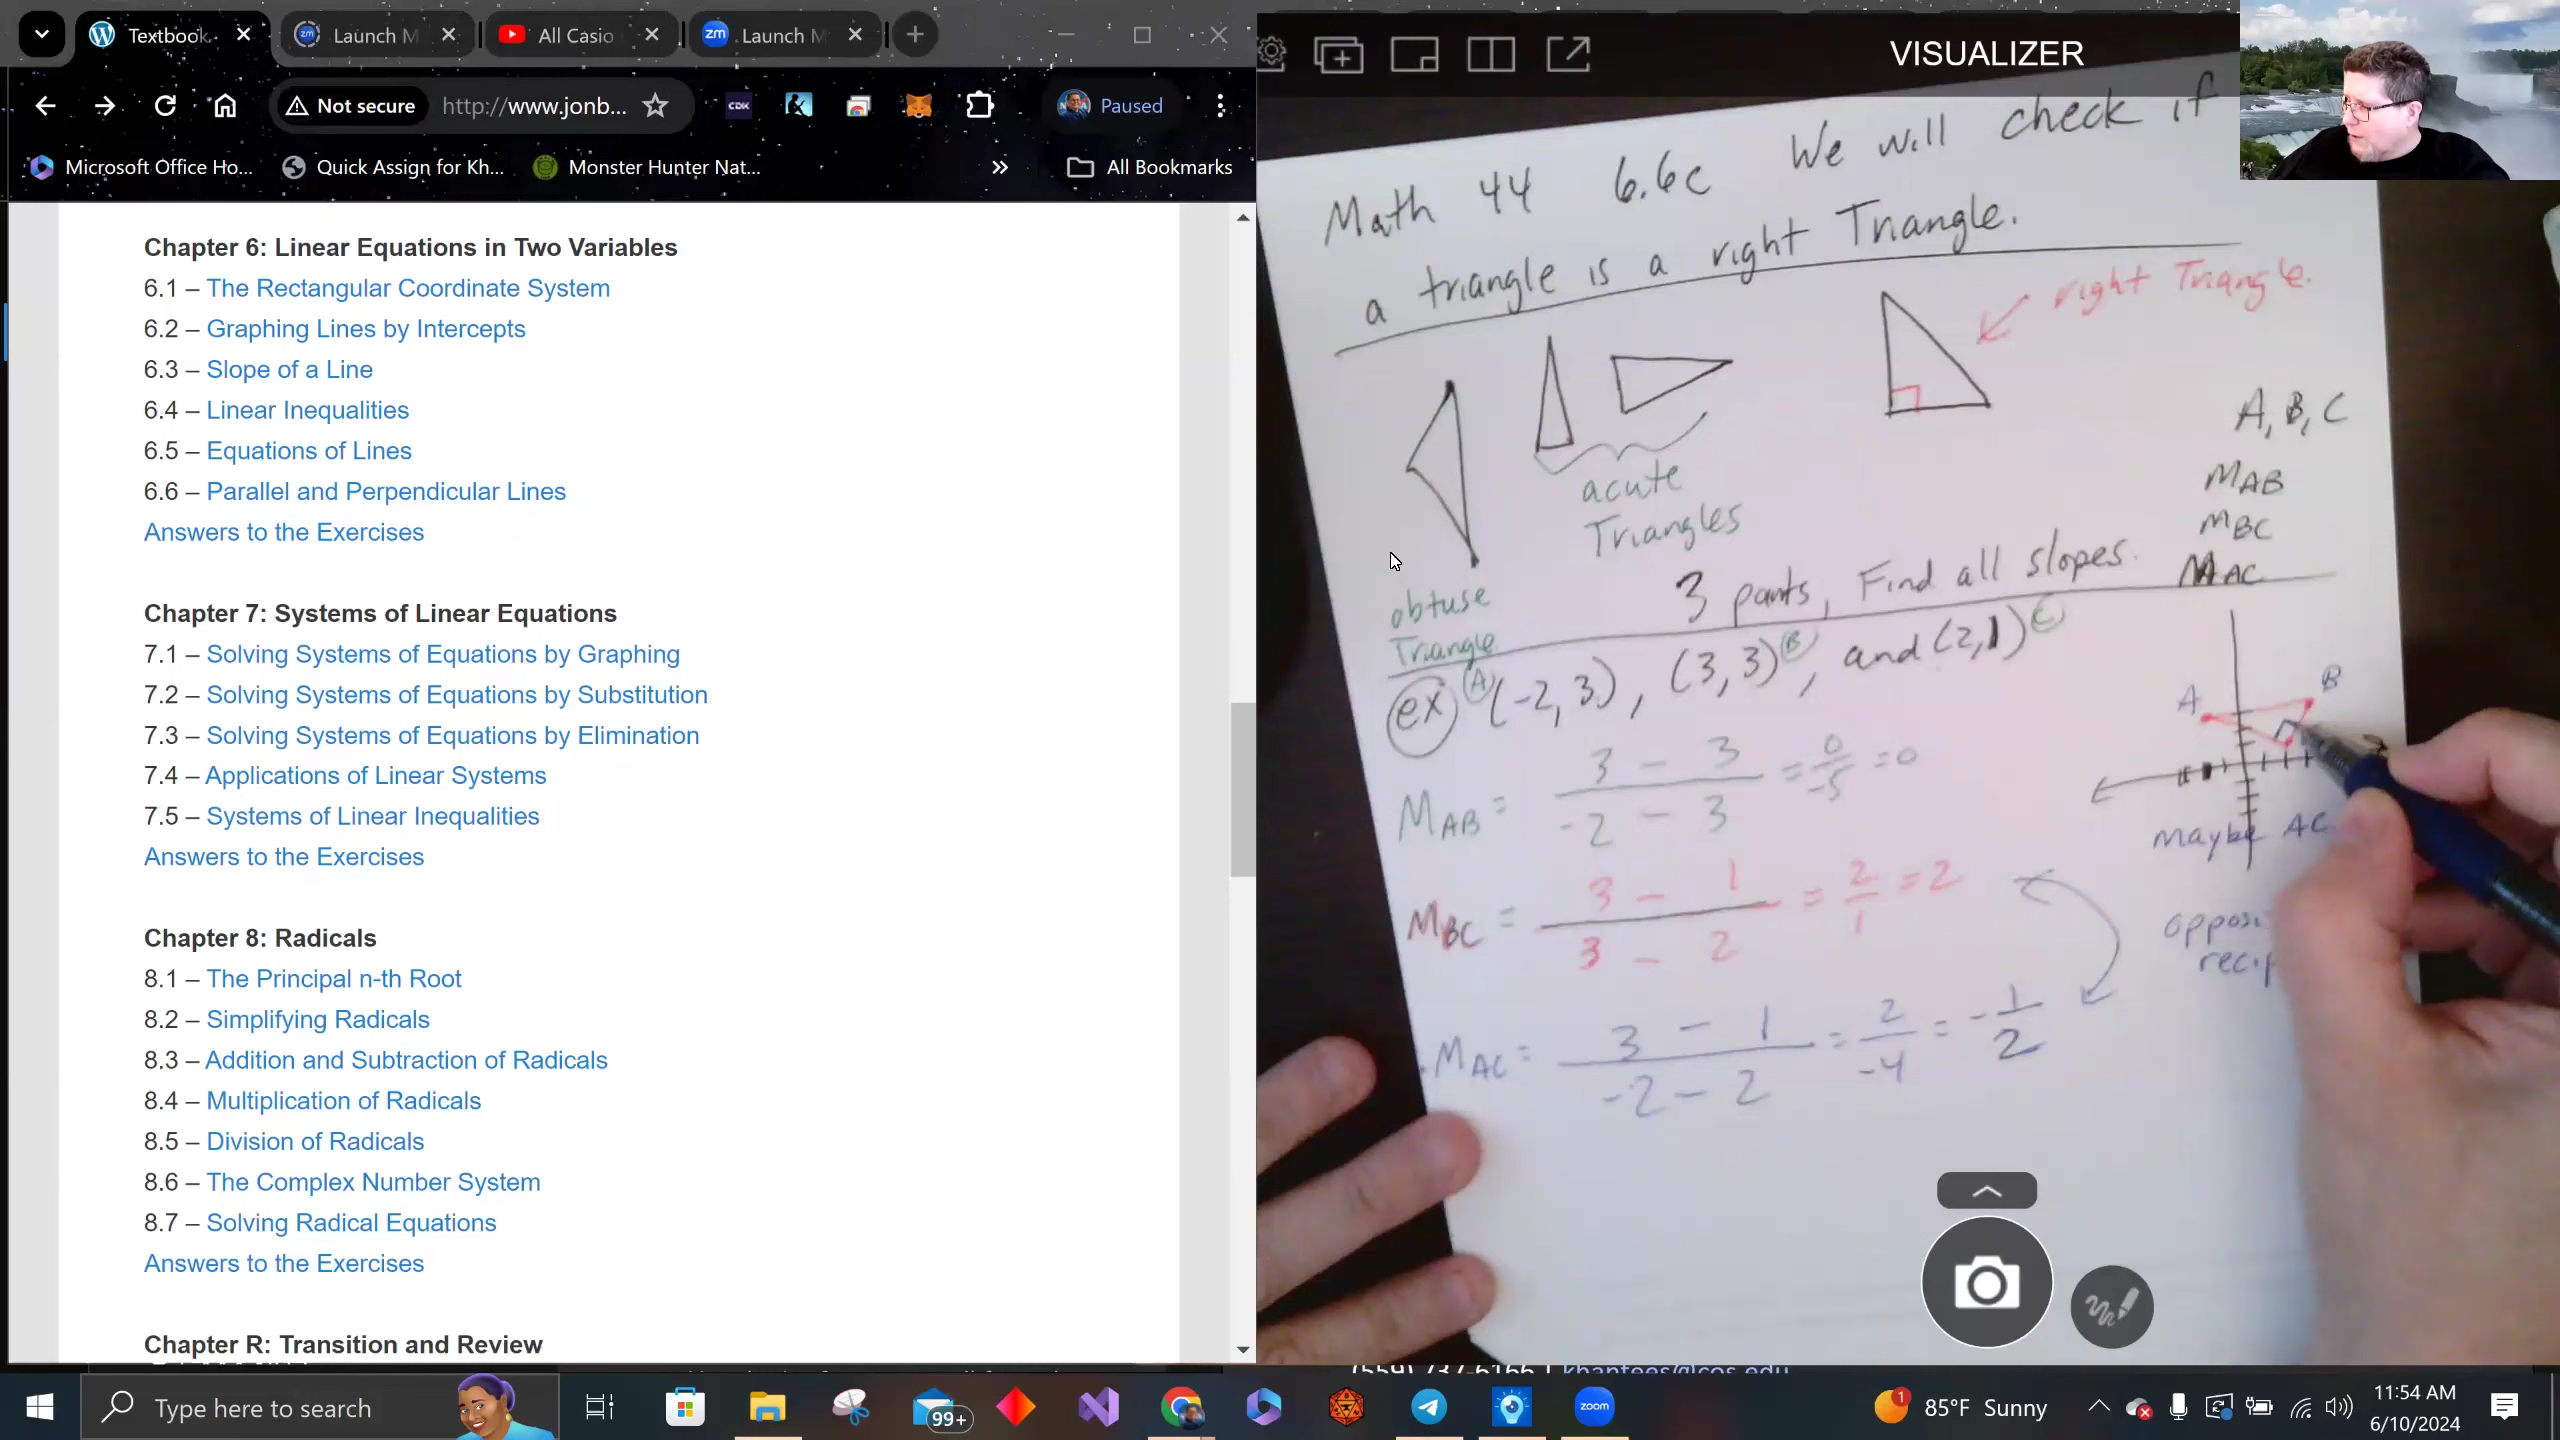 Textbook
Launch M
All Casio
Launch M
Not secure
http://www.jonb...
CDK
Paused
Microsoft Office Ho...
Quick Assign for Kh...
Monster Hunter Nat...
»
All Bookmarks
Chapter 6: Linear Equations in Two Variables
6.1 – The Rectangular Coordinate System
6.2 – Graphing Lines by Intercepts
6.3 – Slope of a Line
6.4 – Linear Inequalities
6.5 – Equations of Lines
6.6 – Parallel and Perpendicular Lines
Answers to the Exercises
Chapter 7: Systems of Linear Equations
7.1 – Solving Systems of Equations by Graphing
7.2 – Solving Systems of Equations by Substitution
7.3 – Solving Systems of Equations by Elimination
7.4 – Applications of Linear Systems
7.5 – Systems of Linear Inequalities
Answers to the Exercises
Chapter 8: Radicals
8.1 – The Principal n-th Root
8.2 – Simplifying Radicals
8.3 – Addition and Subtraction of Radicals
8.4 – Multiplication of Radicals
8.5 – Division of Radicals
8.6 – The Complex Number System
8.7 – Solving Radical Equations
Answers to the Exercises
Chapter R: Transition and Review
VISUALIZER
Math 44 6.6c We will check if
a triangle is a right Triangle.
right Triangle.
acute
Triangles
obtuse
Triangle
A, B, C
MAB
MBC
MAC
3 points, Find all slopes.
ex A (-2,3), (3,3) B, and (2,1) C
A
B
MAB = 3 - 3 / -2 - 3 = 0/-5 = 0
Maybe AC
MBC = 3 - 1 / 3 - 2 = 2/1 = 2
opposi
recip
MAC = 3 - 1 / -2 - 2 = 2/-4 = -1/2
(559) 737-6166 | khantees@cos.edu
Type here to search
99+
zoom
1
85°F Sunny
11:54 AM
6/10/2024